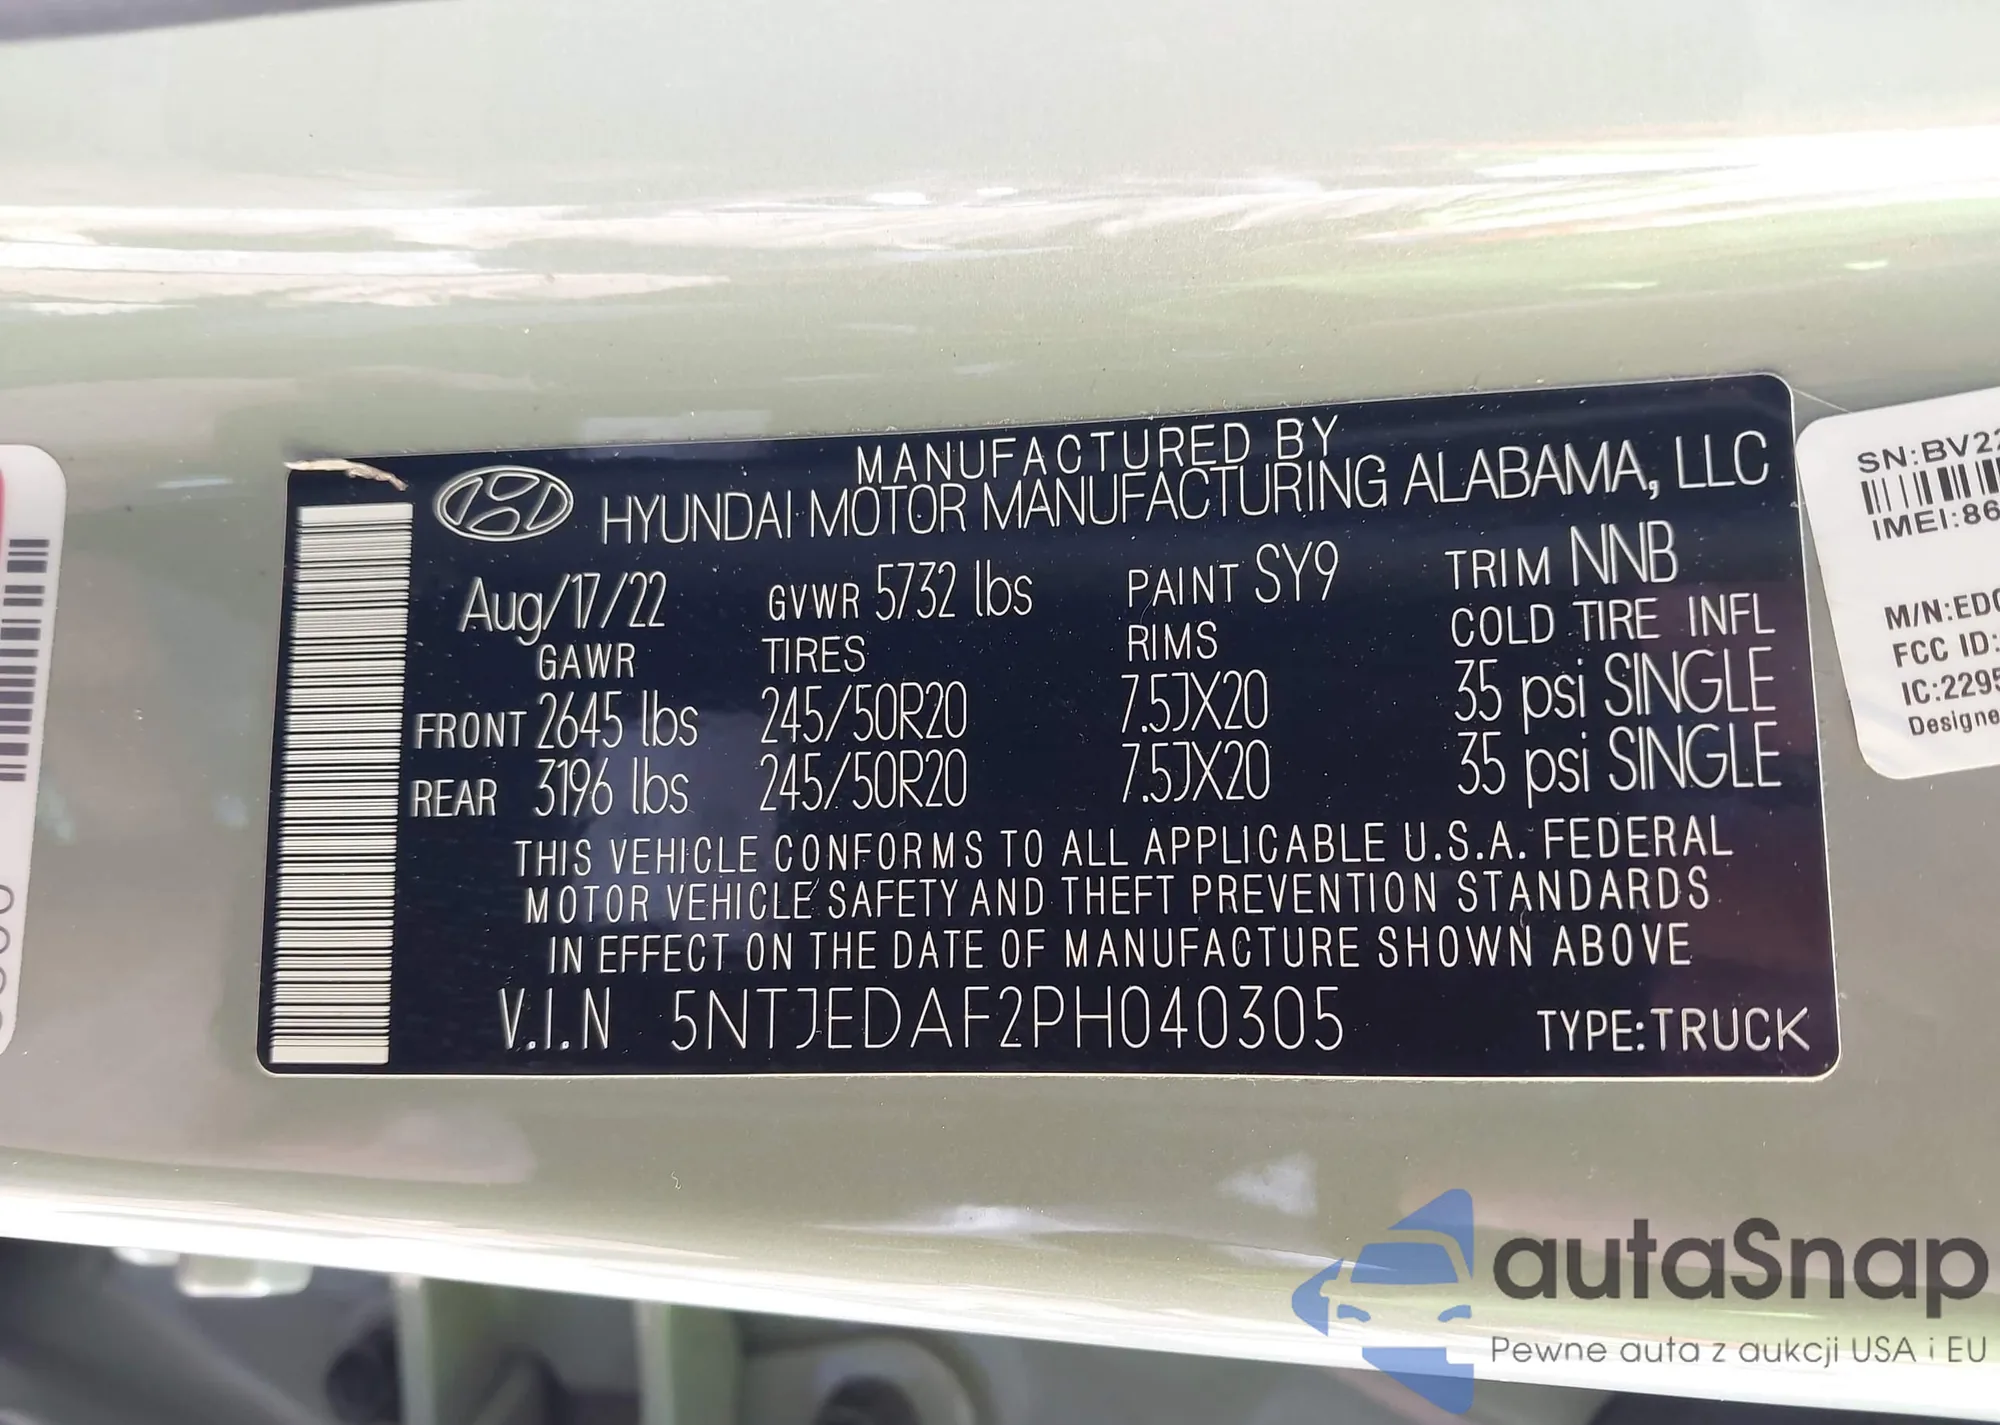 MANUFACTURED BY
HYUNDAI MOTOR MANUFACTURING ALABAMA, LLC
Aug/17/22 GVWR 5732 lbs PAINT SY9 TRIM NNB
GAWR TIRES RIMS COLD TIRE INFL
FRONT 2645 lbs 245/50R20 7.5JX20 35 psi SINGLE
REAR 3196 lbs 245/50R20 7.5JX20 35 psi SINGLE
THIS VEHICLE CONFORMS TO ALL APPLICABLE U.S.A. FEDERAL
MOTOR VEHICLE SAFETY AND THEFT PREVENTION STANDARDS
IN EFFECT ON THE DATE OF MANUFACTURE SHOWN ABOVE
V.I.N 5NTJEDAF2PH040305 TYPE:TRUCK
SN:BV22
IMEI:86
M/N:ED
FCC ID:
IC:2295
Designe
autaSnap
Pewne auta z aukcji USA i EU